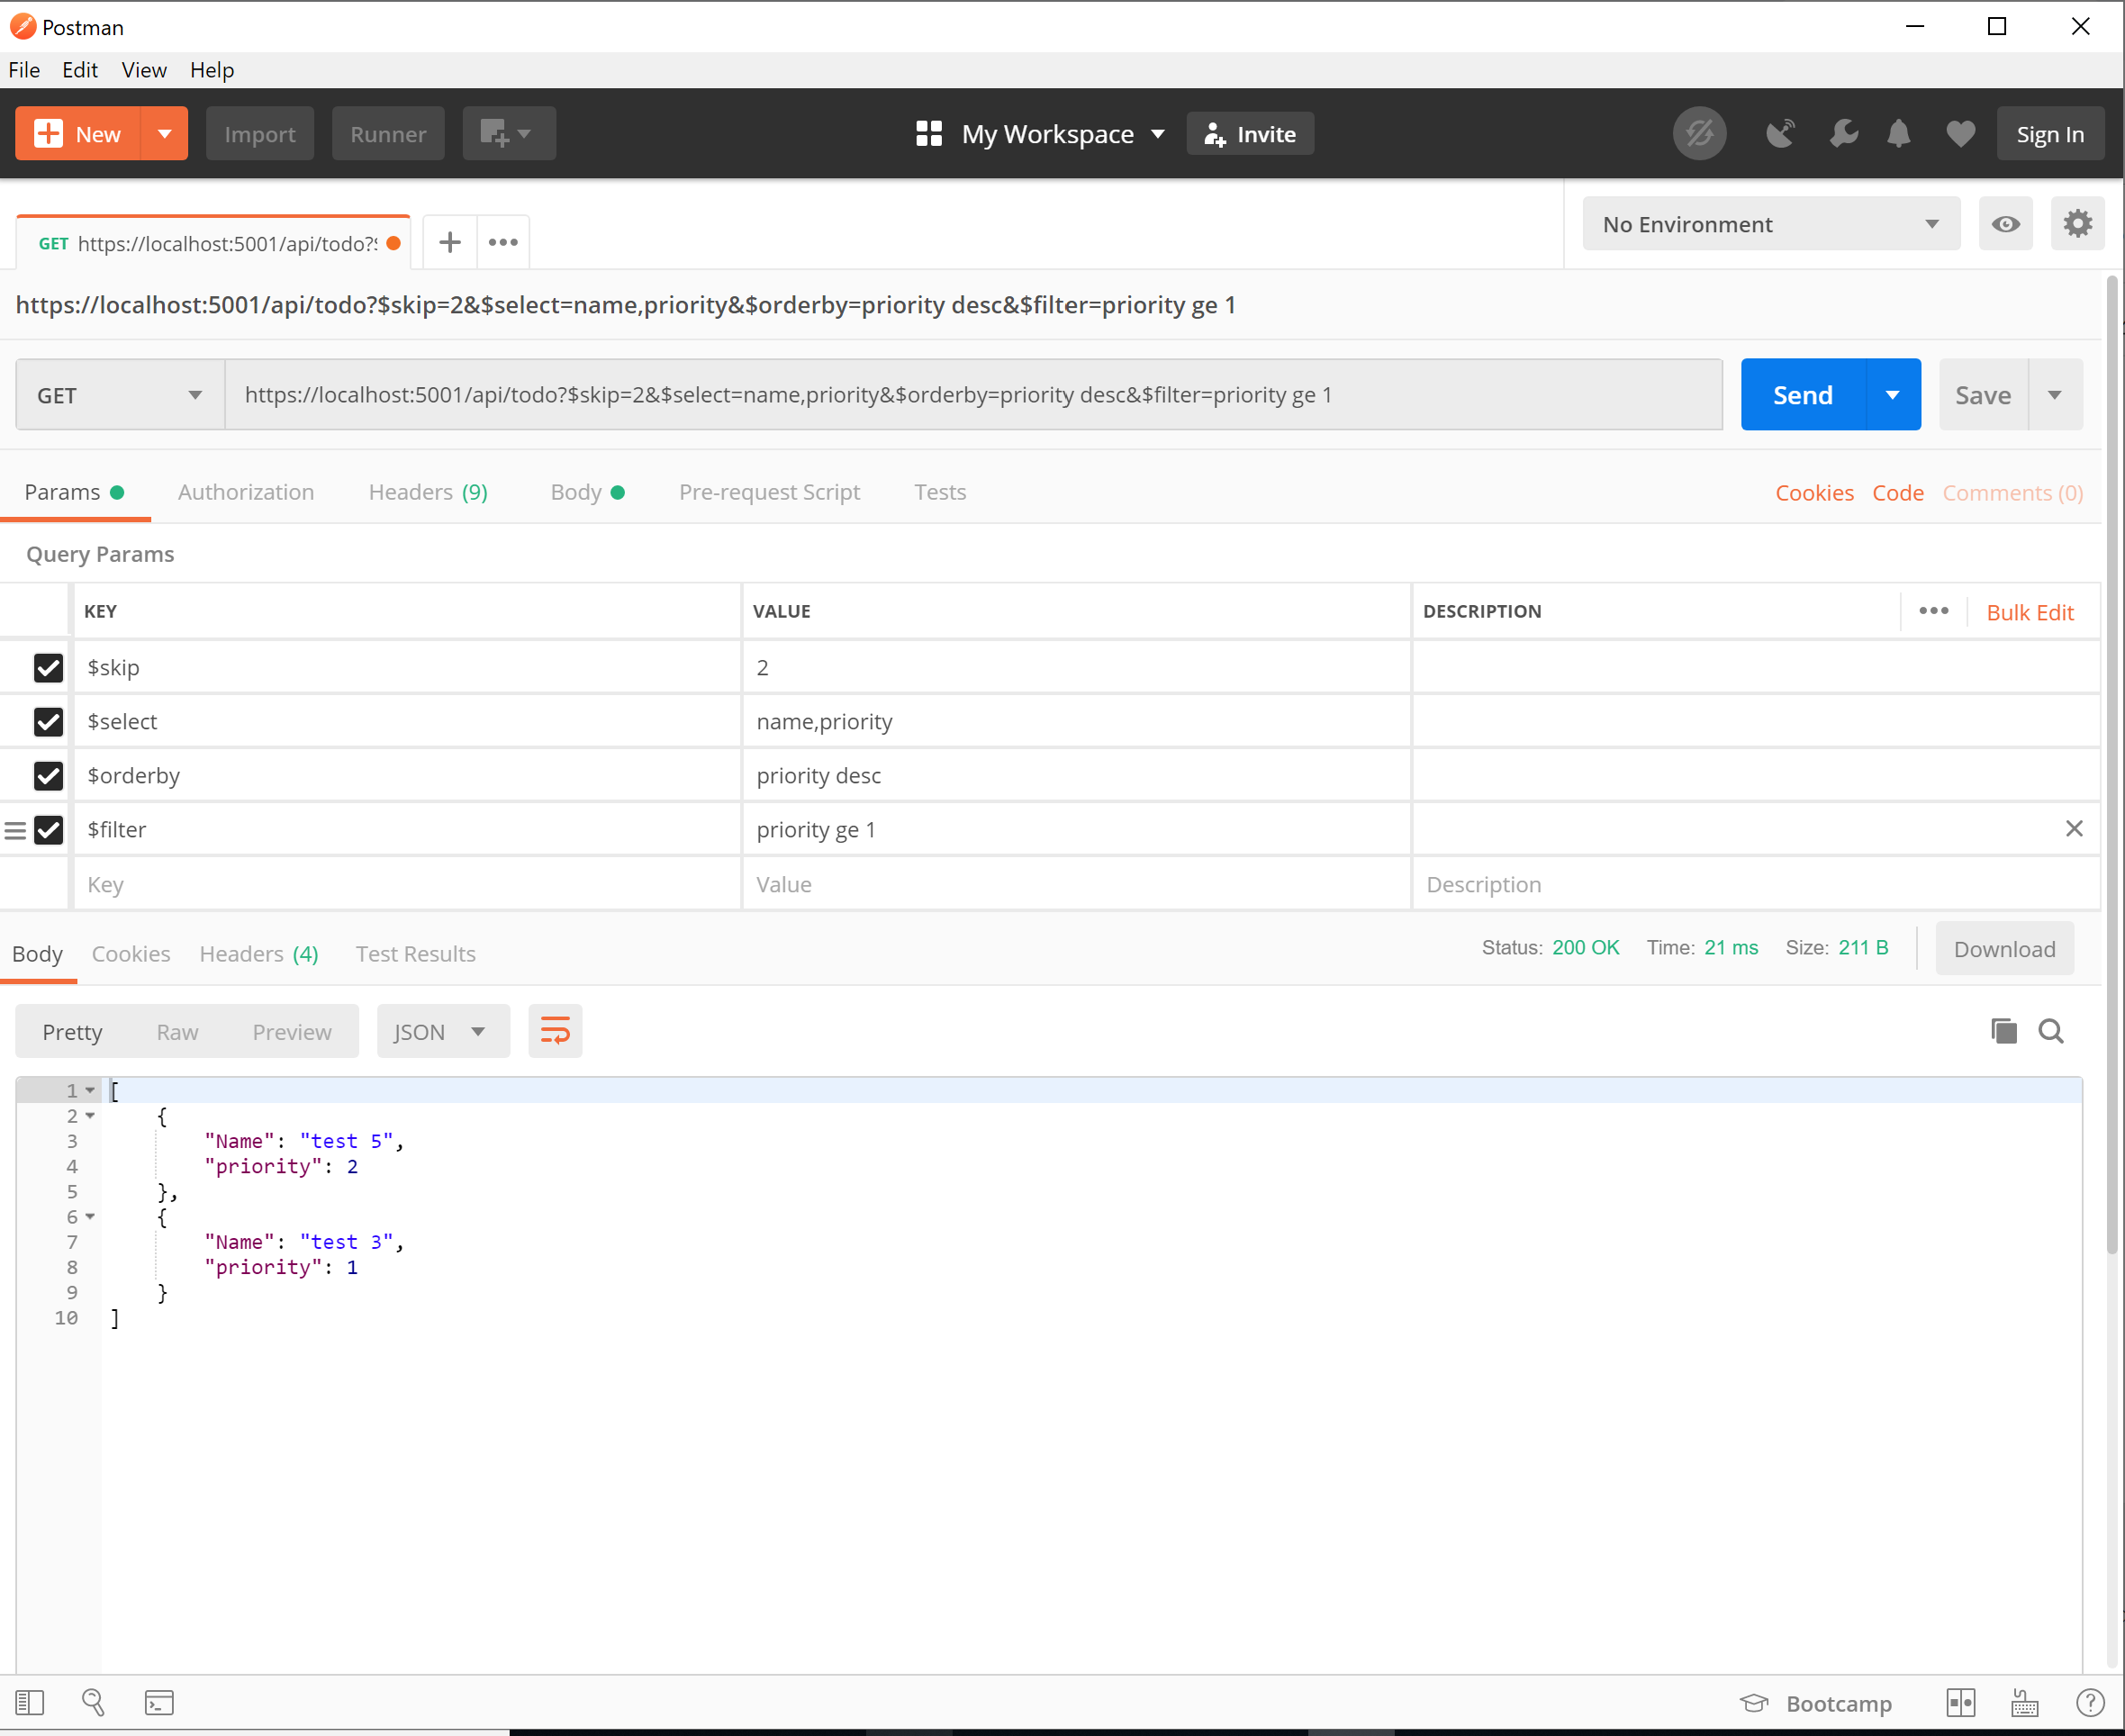 Postman
File Edit View Help
New Import Runner My Workspace Invite Sign In
GET https://localhost:5001/api/todo?$ No Environment
https://localhost:5001/api/todo?$skip=2&$select=name,priority&$orderby=priority desc&$filter=priority ge 1
GET https://localhost:5001/api/todo?$skip=2&$select=name,priority&$orderby=priority desc&$filter=priority ge 1 Send Save
Params Authorization Headers (9) Body Pre-request Script Tests Cookies Code Comments (0)
Query Params
KEY VALUE DESCRIPTION Bulk Edit
$skip 2
$select name,priority
$orderby priority desc
$filter priority ge 1
Key Value Description
Body Cookies Headers (4) Test Results Status: 200 OK Time: 21 ms Size: 211 B Download
Pretty Raw Preview JSON
1 [
2 {
3 "Name": "test 5",
4 "priority": 2
5 },
6 {
7 "Name": "test 3",
8 "priority": 1
9 }
10 ]
Bootcamp